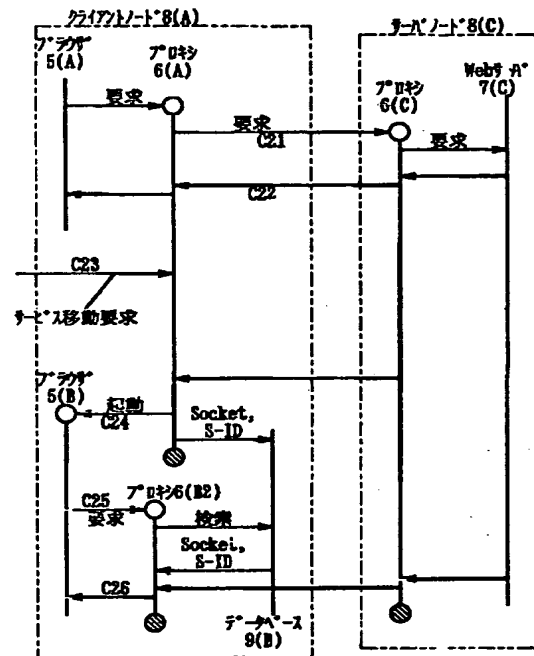 クライアントノード8(A)
サーバノード8(C)
ブラウザ
5(A)
プロキシ
6(A)
プロキシ
6(C)
Webサーバ
7(C)
要求
要求
C21
要求
C22
C23
サービス移動要求
ブラウザ
5(B)
起動
C24
Socket,
S-ID
C25
要求
プロキシ6(B2)
検索
Socket,
S-ID
C26
データベース
9(B)